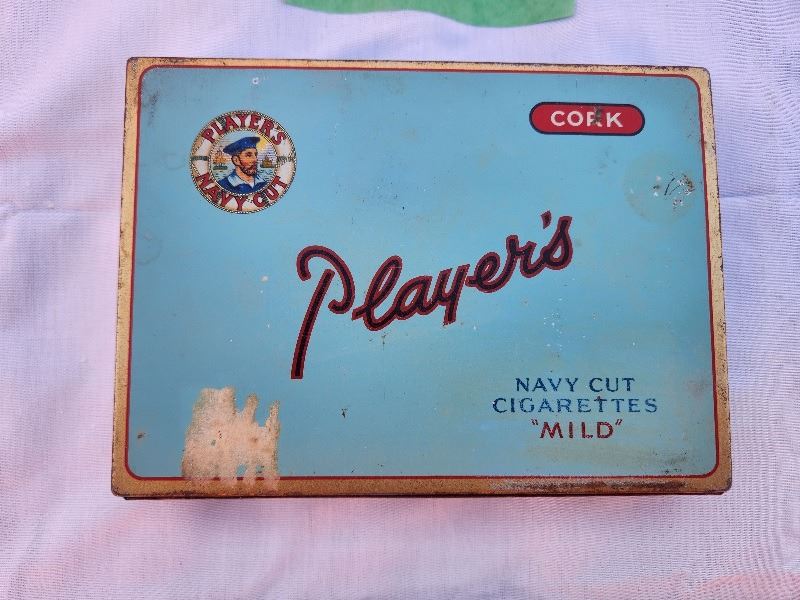 PLAYER'S
NAVY CUT
CORK
Player's
NAVY CUT
CIGARETTES
"MILD"